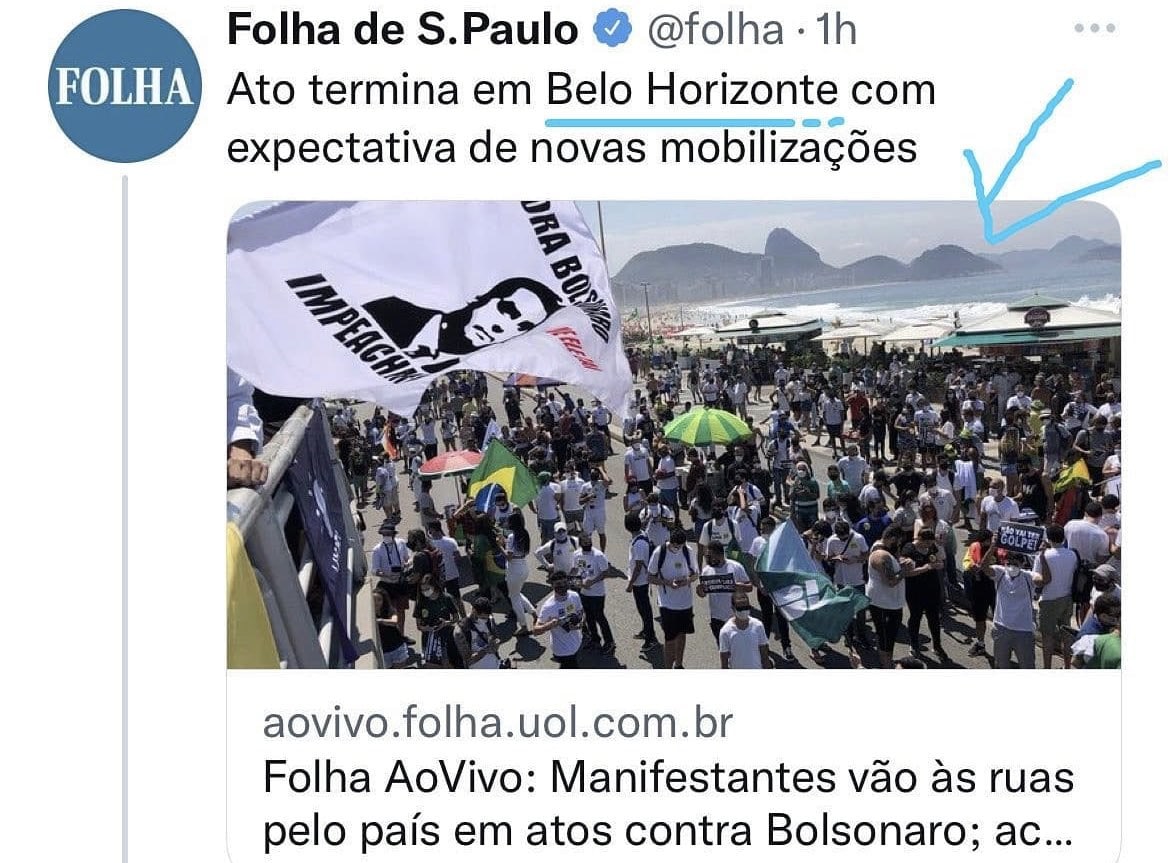 Folha de S.Paulo @folha · 1h
FOLHA
Ato termina em Belo Horizonte com
expectativa de novas mobilizações
IMPEACHM
ORA BOLSONARO
NÃO VAI TER
GOLPE!
aovivo.folha.uol.com.br
Folha AoVivo: Manifestantes vão às ruas
pelo país em atos contra Bolsonaro; ac...